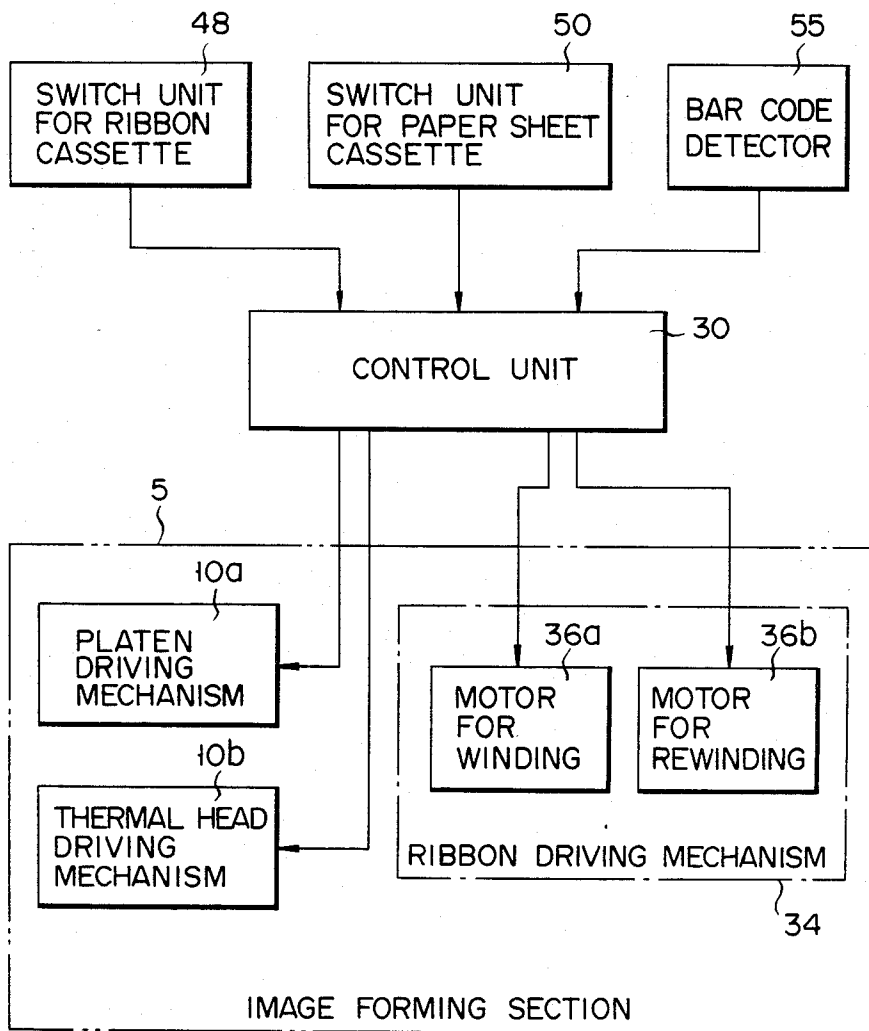 48
SWITCH UNIT
FOR RIBBON
CASSETTE
50
SWITCH UNIT
FOR PAPER SHEET
CASSETTE
55
BAR CODE
DETECTOR
30
CONTROL UNIT
5
10a
PLATEN
DRIVING
MECHANISM
10b
THERMAL HEAD
DRIVING
MECHANISM
36a
MOTOR
FOR
WINDING
36b
MOTOR
FOR
REWINDING
RIBBON DRIVING MECHANISM
34
IMAGE FORMING SECTION